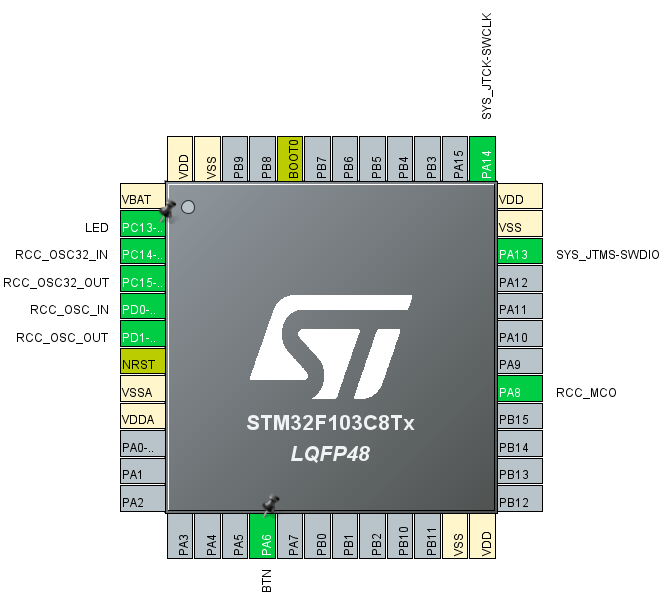 SYS_JTCK-SWCLK
VDD
VSS
PB9
PB8
BOOT0
PB7
PB6
PB5
PB4
PB3
PA15
PA14
VBAT
LED PC13-..
RCC_OSC32_IN PC14-..
RCC_OSC32_OUT PC15-..
RCC_OSC_IN PD0-..
RCC_OSC_OUT PD1-..
NRST
VSSA
VDDA
PA0-..
PA1
PA2
VDD
VSS
PA13 SYS_JTMS-SWDIO
PA12
PA11
PA10
PA9
PA8 RCC_MCO
PB15
PB14
PB13
PB12
ST
STM32F103C8Tx
LQFP48
PA3
PA4
PA5
PA6
PA7
PB0
PB1
PB2
PB10
PB11
VSS
VDD
BTN